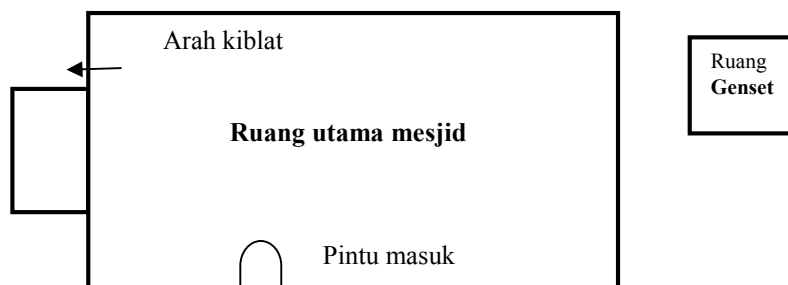 Arah kiblat
Ruang
Genset
Ruang utama mesjid
Pintu masuk